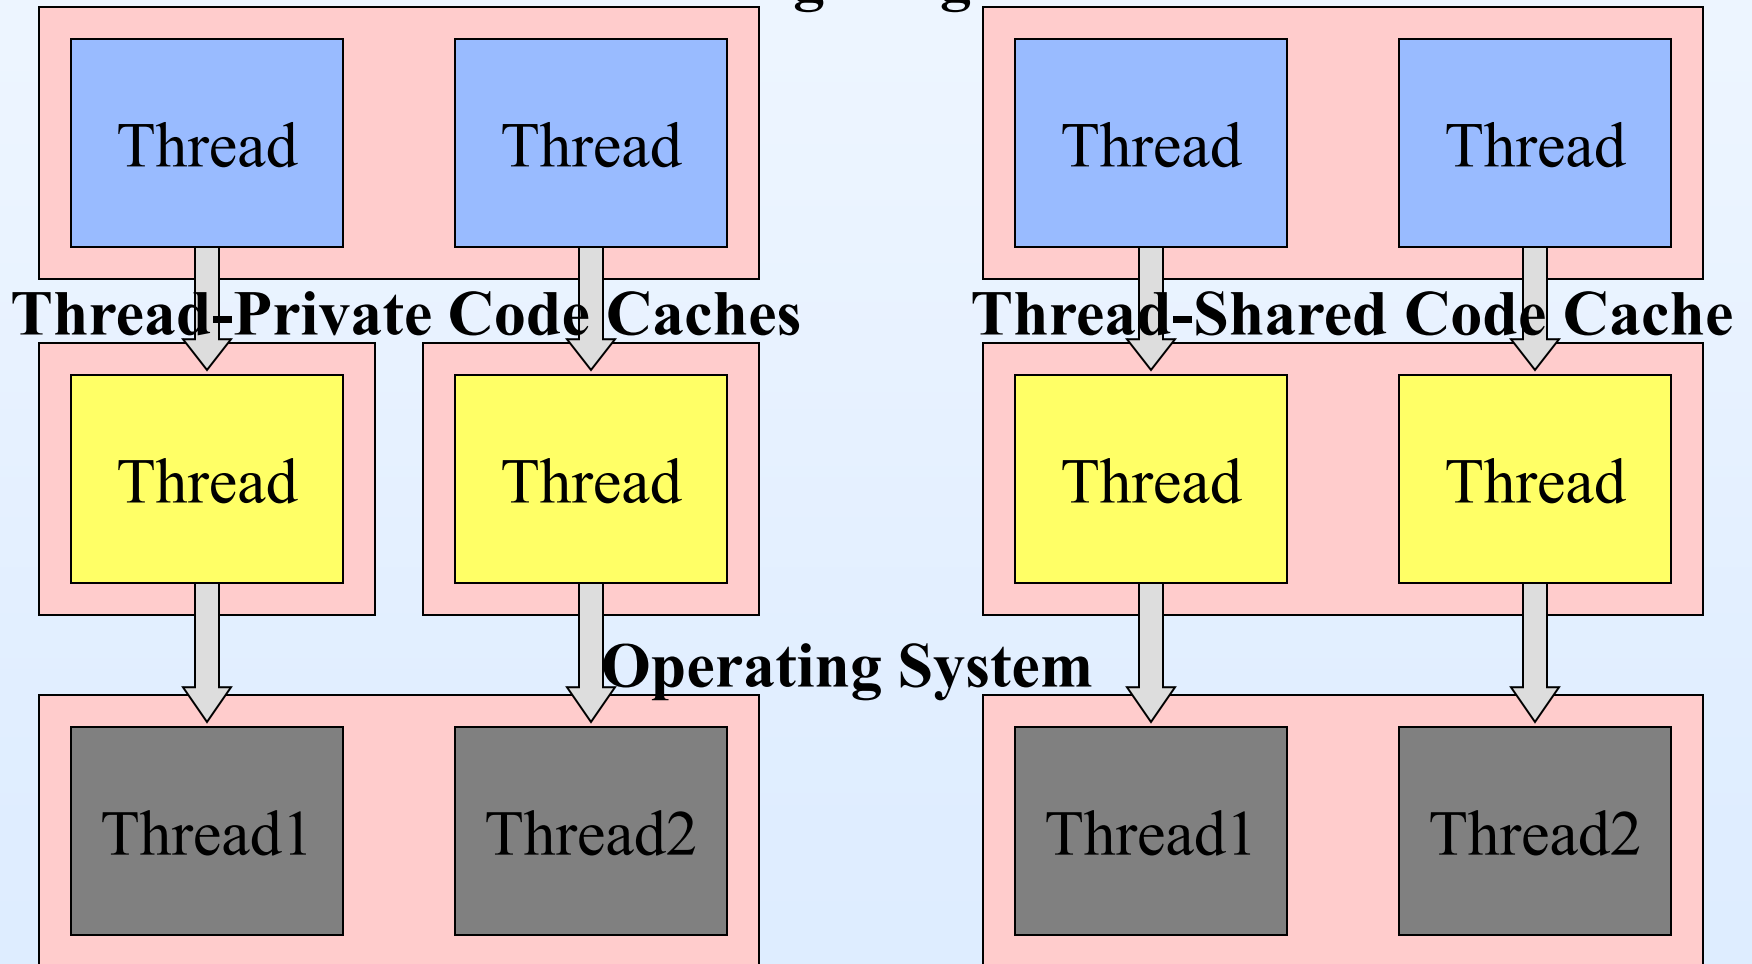 Thread Thread Thread Thread
Thread-Private Code Caches Thread-Shared Code Cache
Thread Thread Thread Thread
Operating System
Thread1 Thread2 Thread1 Thread2